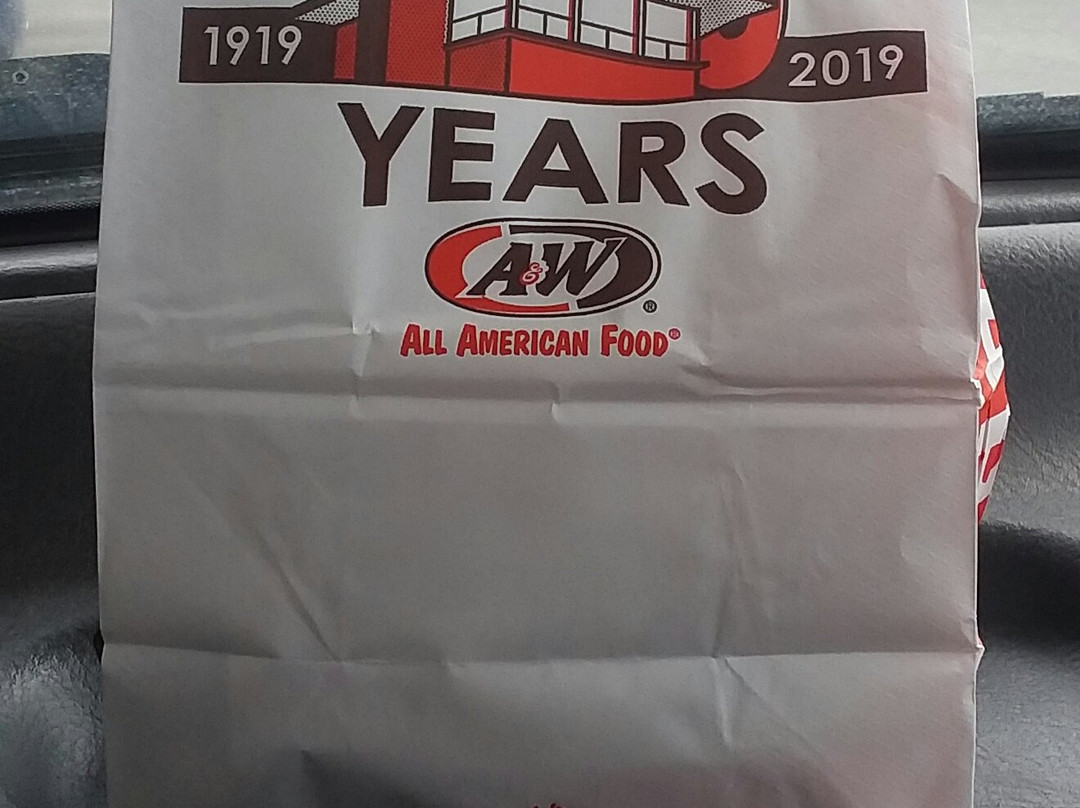 1919 2019
YEARS
A&W®
ALL AMERICAN FOOD®